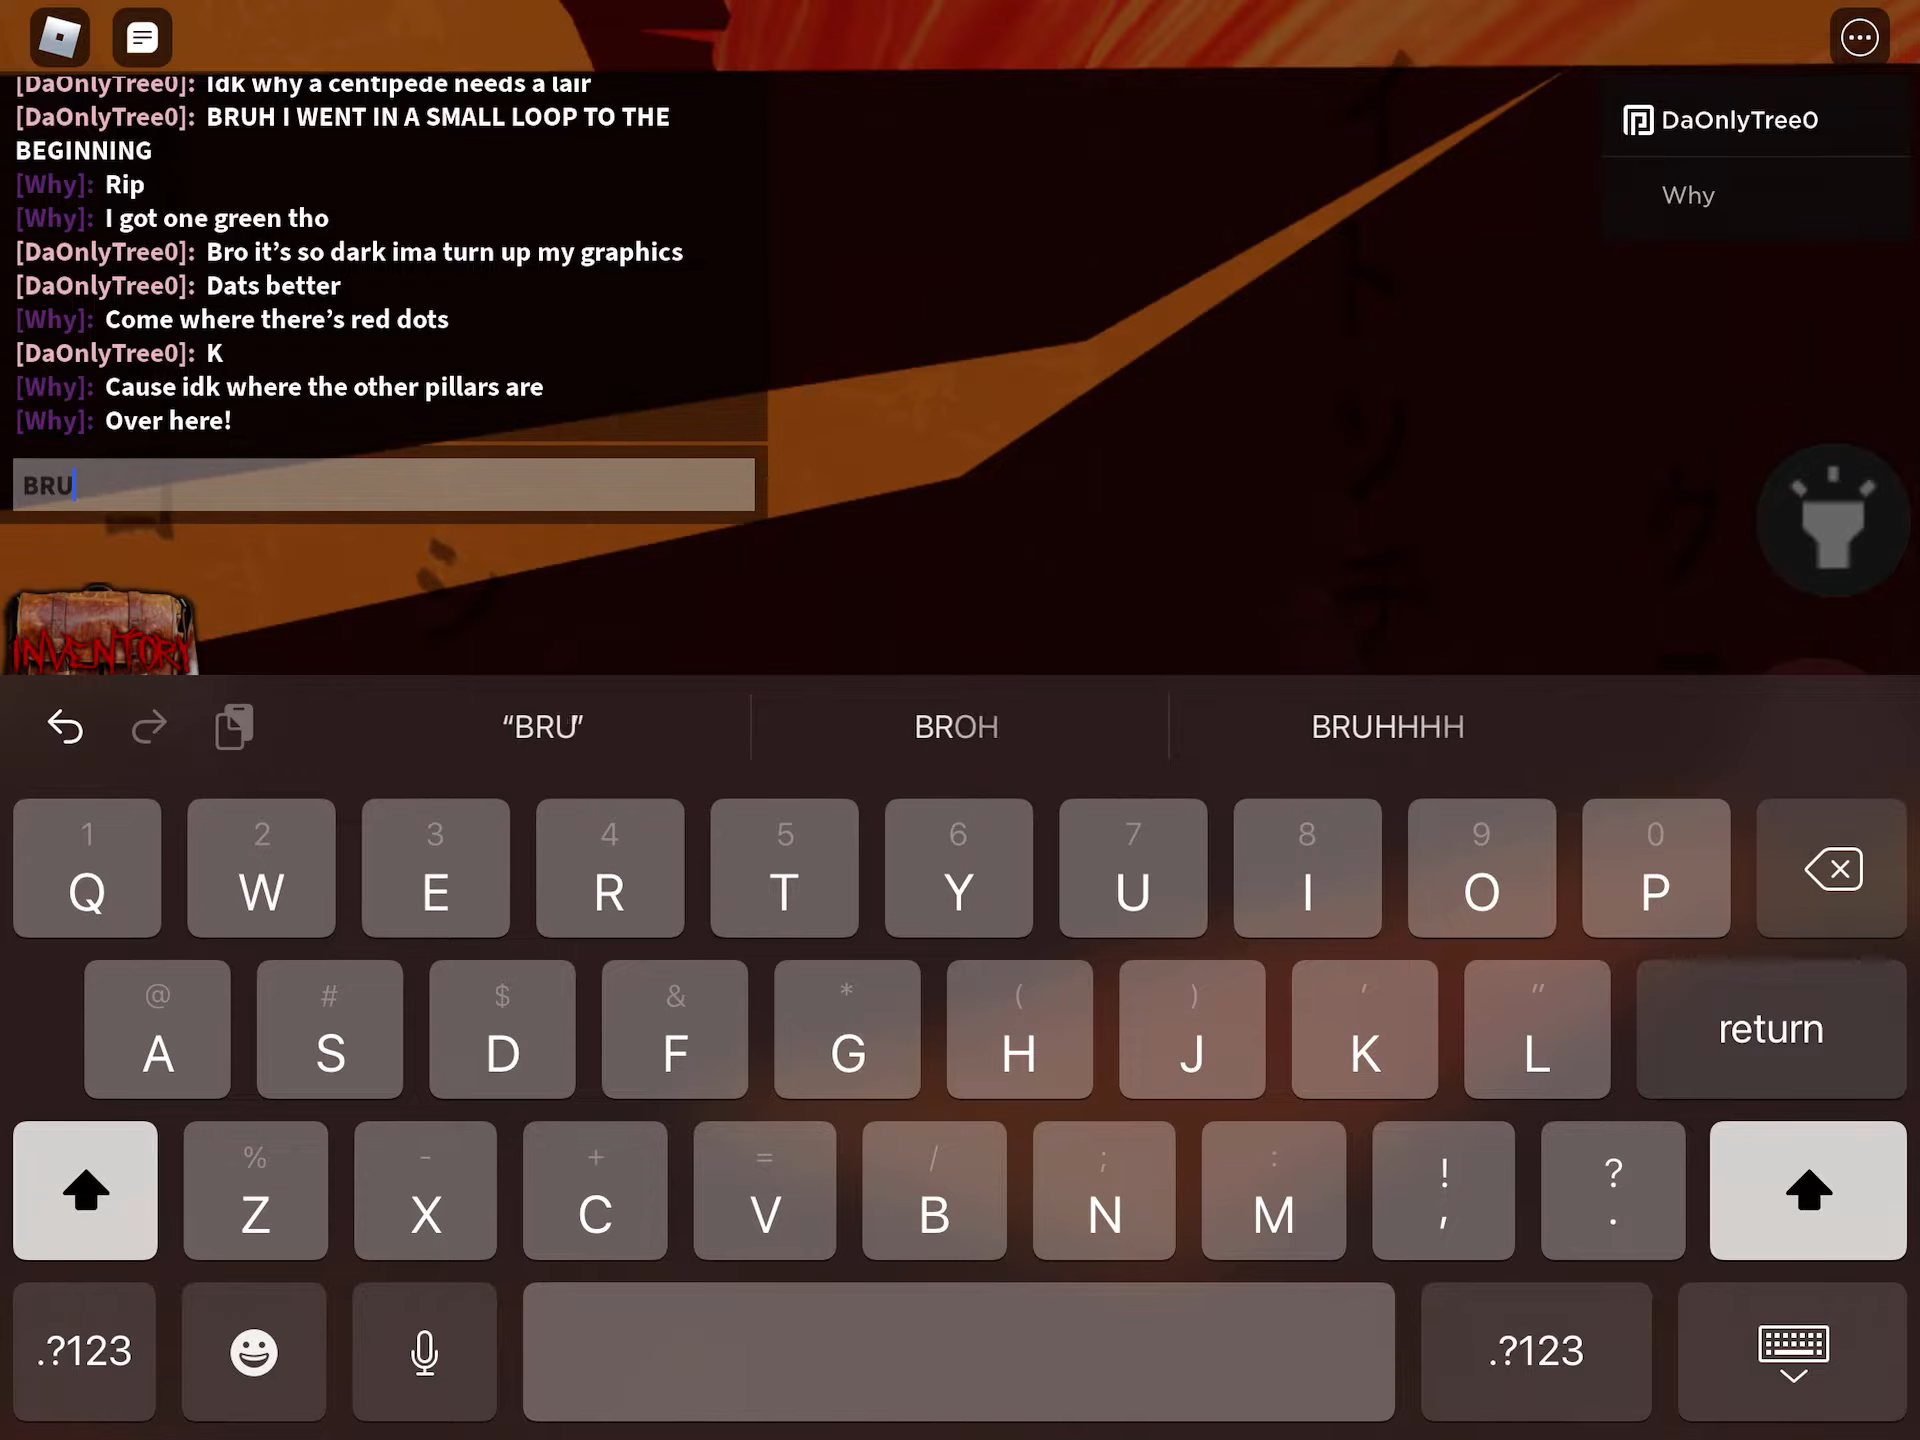 [DaOnlyTree0]: Idk why a centipede needs a lair
[DaOnlyTree0]: BRUH I WENT IN A SMALL LOOP TO THE
BEGINNING
[Why]: Rip
[Why]: I got one green tho
[DaOnlyTree0]: Bro it’s so dark ima turn up my graphics
[DaOnlyTree0]: Dats better
[Why]: Come where there’s red dots
[DaOnlyTree0]: K
[Why]: Cause idk where the other pillars are
[Why]: Over here!
BRU
DaOnlyTree0
Why
INVENTORY
“BRU” BROH BRUHHHH
1 2 3 4 5 6 7 8 9 0
Q W E R T Y U I O P
@ # $ & * ( ) ' "
A S D F G H J K L return
% - + = / ; : ! ?
Z X C V B N M , .
.?123 .?123